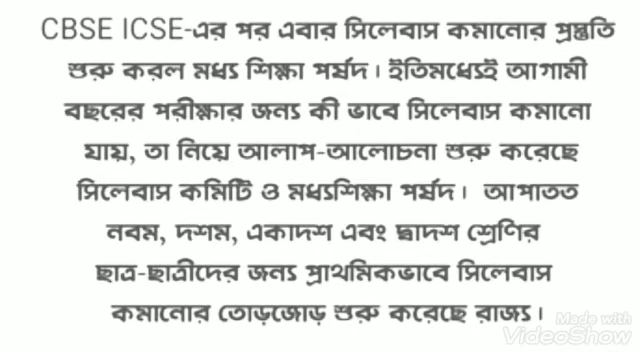 CBSE ICSE-এর পর এবার সিলেবাস কমানোর প্রস্তুতি
শুরু করল মধ্য শিক্ষা পর্ষদ। ইতিমধ্যেই আগামী
বছরের পরীক্ষার জন্য কী ভাবে সিলেবাস কমানো
যায়, তা নিয়ে আলাপ-আলোচনা শুরু করেছে
সিলেবাস কমিটি ও মধ্যশিক্ষা পর্ষদ। আপাতত
নবম, দশম, একাদশ এবং দ্বাদশ শ্রেণির
ছাত্র-ছাত্রীদের জন্য প্রাথমিকভাবে সিলেবাস
কমানোর তোড়জোড় শুরু করেছে রাজ্য।
Made with
VideoShow